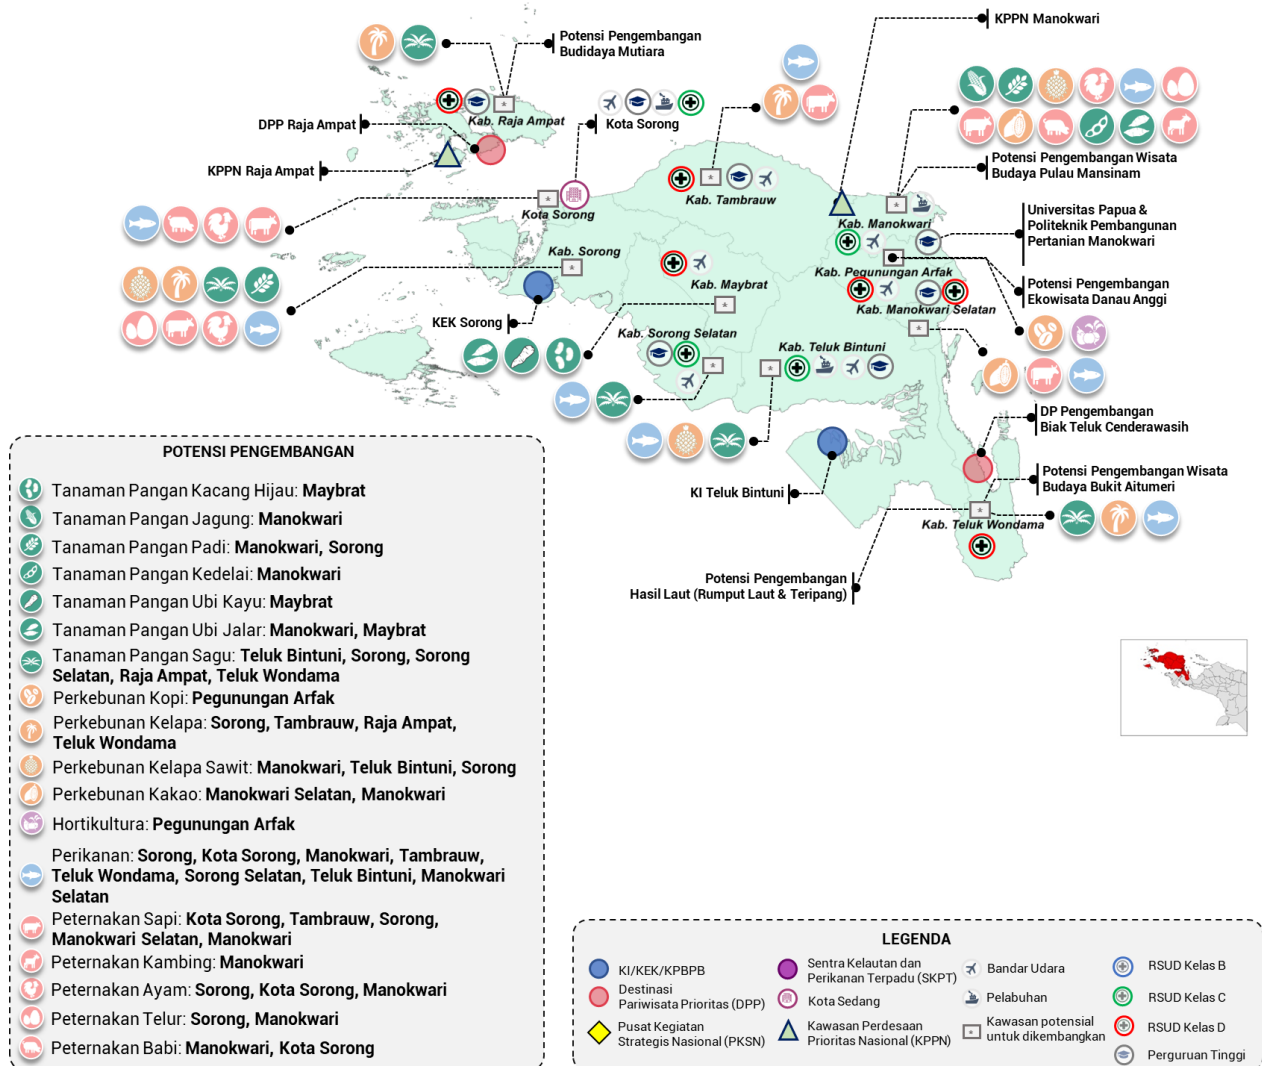 KPPN Manokwari
Potensi Pengembangan
Budidaya Mutiara
DPP Raja Ampat
Kab. Raja Ampat
Kota Sorong
KPPN Raja Ampat
Potensi Pengembangan Wisata
Budaya Pulau Mansinam
Kab. Tambrauw
Kota Sorong
Kab. Manokwari
Universitas Papua &
Politeknik Pembangunan
Pertanian Manokwari
Kab. Sorong
Kab. Pegunungan Arfak
Kab. Maybrat
Potensi Pengembangan
Ekowisata Danau Anggi
Kab. Manokwari Selatan
KEK Sorong
Kab. Sorong Selatan
Kab. Teluk Bintuni
DP Pengembangan
Biak Teluk Cenderawasih
KI Teluk Bintuni
Potensi Pengembangan Wisata
Budaya Bukit Aitumeri
Kab. Teluk Wondama
Potensi Pengembangan
Hasil Laut (Rumput Laut & Teripang)
POTENSI PENGEMBANGAN
Tanaman Pangan Kacang Hijau: Maybrat
Tanaman Pangan Jagung: Manokwari
Tanaman Pangan Padi: Manokwari, Sorong
Tanaman Pangan Kedelai: Manokwari
Tanaman Pangan Ubi Kayu: Maybrat
Tanaman Pangan Ubi Jalar: Manokwari, Maybrat
Tanaman Pangan Sagu: Teluk Bintuni, Sorong, Sorong
Selatan, Raja Ampat, Teluk Wondama
Perkebunan Kopi: Pegunungan Arfak
Perkebunan Kelapa: Sorong, Tambrauw, Raja Ampat,
Teluk Wondama
Perkebunan Kelapa Sawit: Manokwari, Teluk Bintuni, Sorong
Perkebunan Kakao: Manokwari Selatan, Manokwari
Hortikultura: Pegunungan Arfak
Perikanan: Sorong, Kota Sorong, Manokwari, Tambrauw,
Teluk Wondama, Sorong Selatan, Teluk Bintuni, Manokwari
Selatan
Peternakan Sapi: Kota Sorong, Tambrauw, Sorong,
Manokwari Selatan, Manokwari
Peternakan Kambing: Manokwari
Peternakan Ayam: Sorong, Kota Sorong, Manokwari
Peternakan Telur: Sorong, Manokwari
Peternakan Babi: Manokwari, Kota Sorong
LEGENDA
KI/KEK/KPBPB
Destinasi
Pariwisata Prioritas (DPP)
Pusat Kegiatan
Strategis Nasional (PKSN)
Sentra Kelautan dan
Perikanan Terpadu (SKPT)
Kota Sedang
Kawasan Perdesaan
Prioritas Nasional (KPPN)
Bandar Udara
Pelabuhan
Kawasan potensial
untuk dikembangkan
RSUD Kelas B
RSUD Kelas C
RSUD Kelas D
Perguruan Tinggi